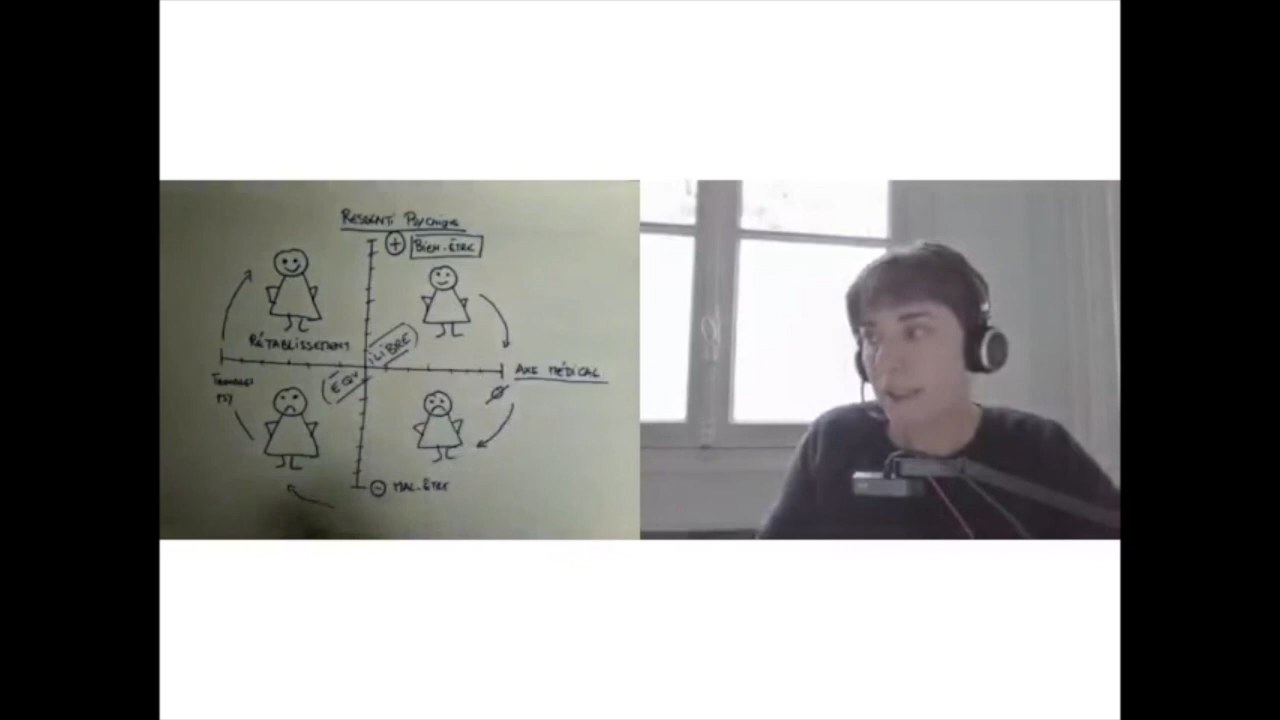 RESSENTI PSYCHIQUE
+ BIEN-ÊTRE
RÉTABLISSEMENT
ÉQUILIBRE
TROUBLES
PSY
AXE MÉDICAL
- MAL-ÊTRE